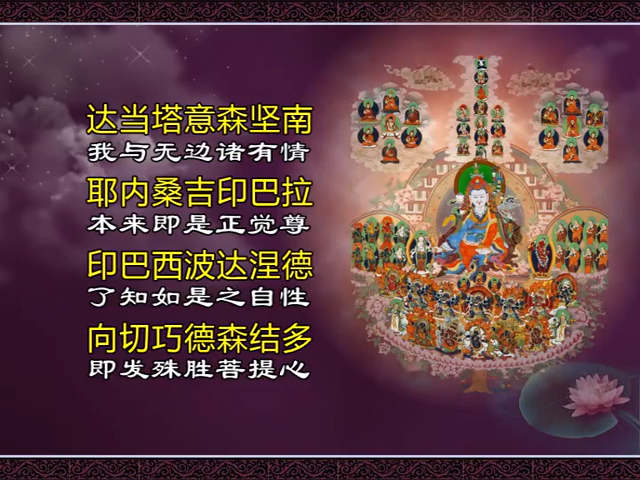 达当塔意森坚南
我与无边诸有情
耶内桑吉印巴拉
本来即是正觉尊
印巴西波达涅德
了知如是之自性
向切巧德森结多
即发殊胜菩提心